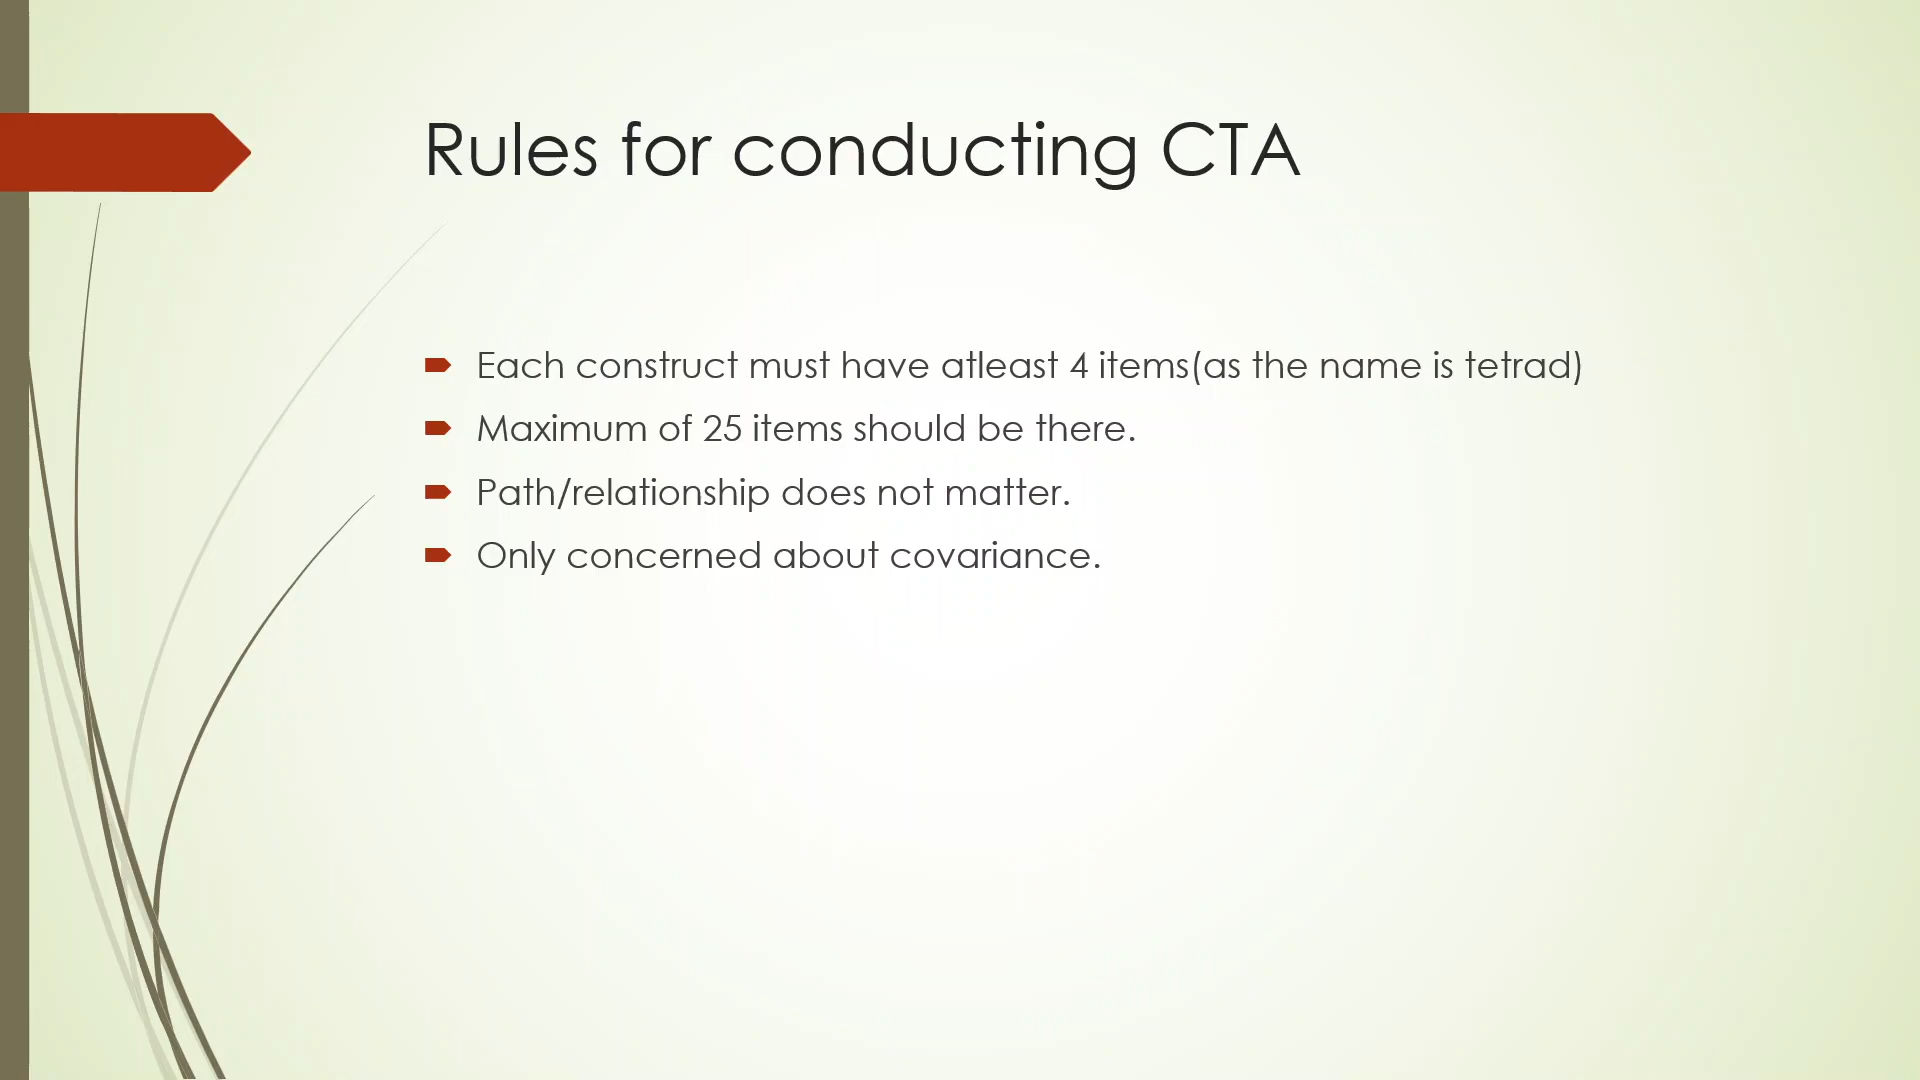 Rules for conducting CTA
Each construct must have atleast 4 items(as the name is tetrad)
Maximum of 25 items should be there.
Path/relationship does not matter.
Only concerned about covariance.